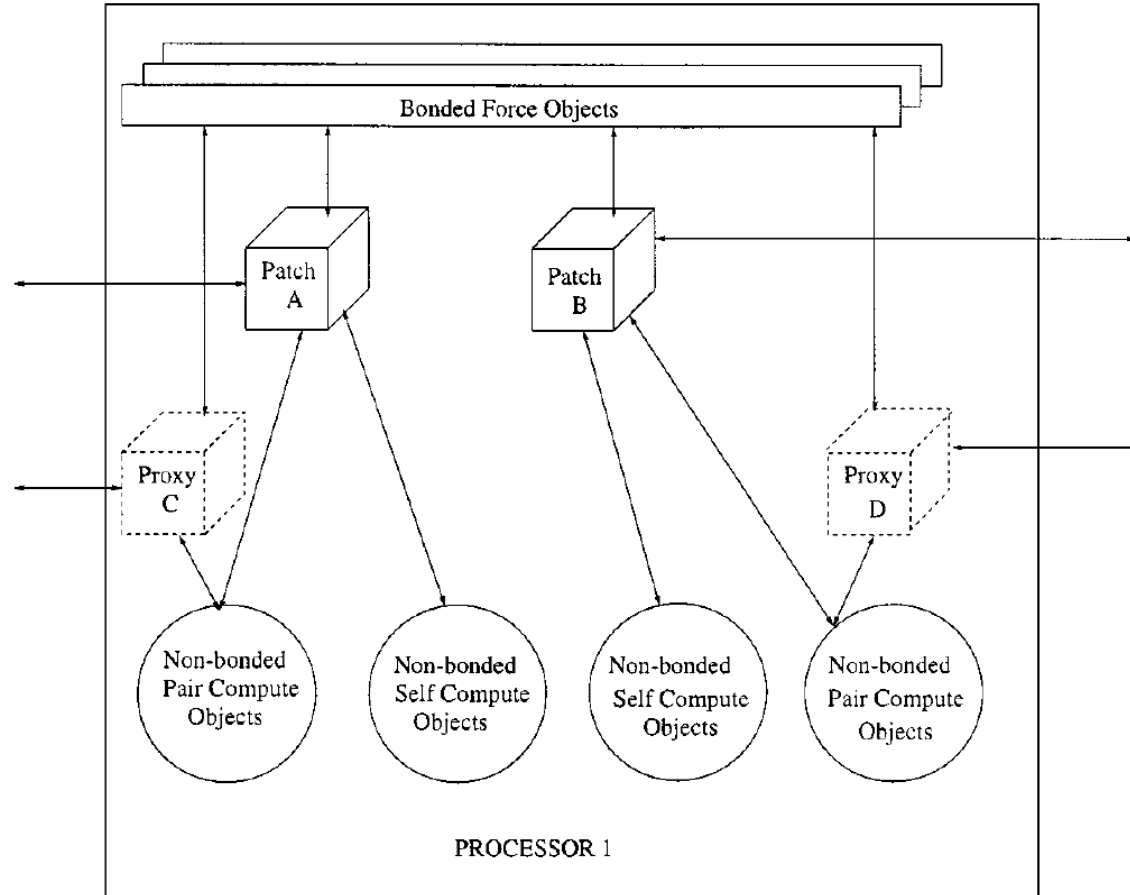 Bonded Force Objects
Patch
A
Patch
B
Proxy
C
Proxy
D
Non-bonded
Pair Compute
Objects
Non-bonded
Self Compute
Objects
Non-bonded
Self Compute
Objects
Non-bonded
Pair Compute
Objects
PROCESSOR 1